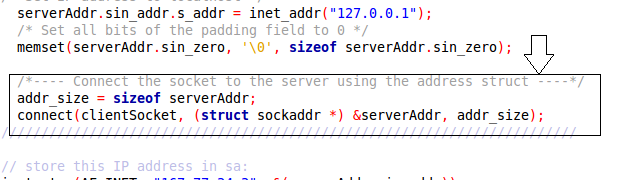 serverAddr.sin_addr.s_addr = inet_addr("127.0.0.1");
/* Set all bits of the padding field to 0 */
memset(serverAddr.sin_zero, '\0', sizeof serverAddr.sin_zero);
/*---- Connect the socket to the server using the address struct ----*/
addr_size = sizeof serverAddr;
connect(clientSocket, (struct sockaddr *) &serverAddr, addr_size);
///////////////////////////////////////////////////////////////////////
// store this IP address in sa: